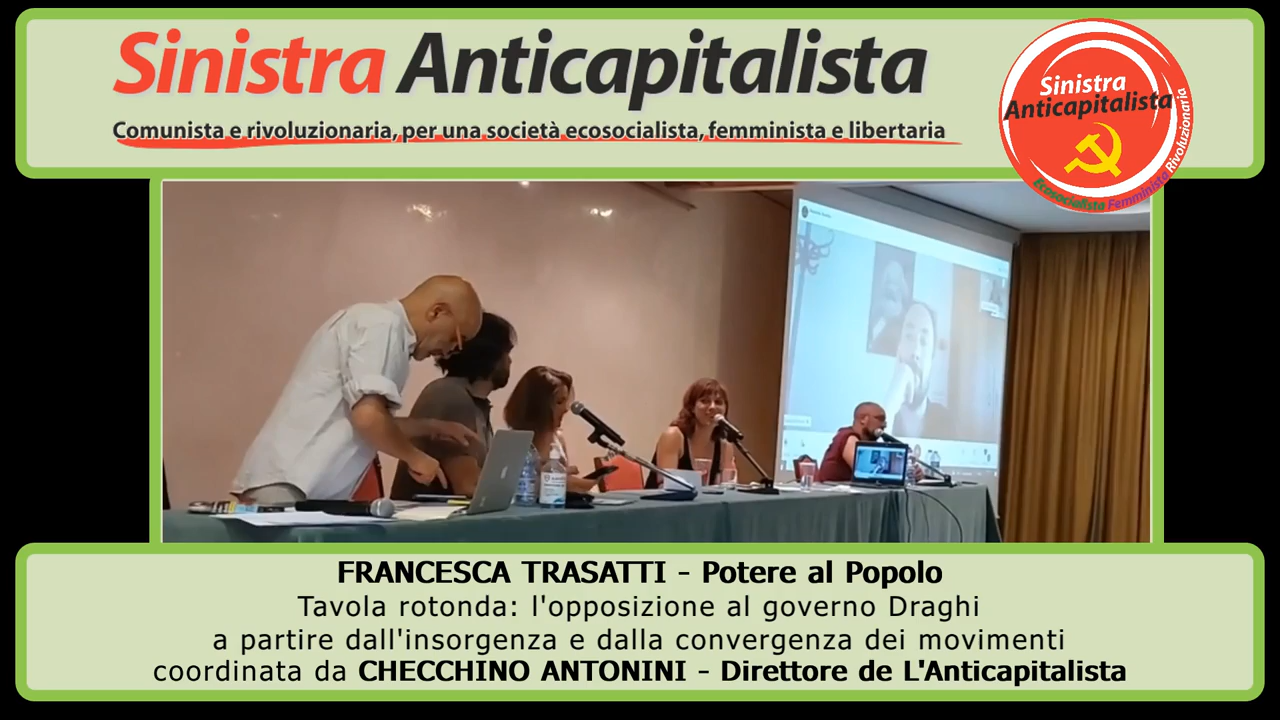 Sinistra Anticapitalista
Comunista e rivoluzionaria, per una società ecosocialista, femminista e libertaria
Sinistra
Anticapitalista
Ecosocialista Femminista Rivoluzionaria
FRANCESCA TRASATTI - Potere al Popolo
Tavola rotonda: l'opposizione al governo Draghi
a partire dall'insorgenza e dalla convergenza dei movimenti
coordinata da CHECCHINO ANTONINI - Direttore de L'Anticapitalista